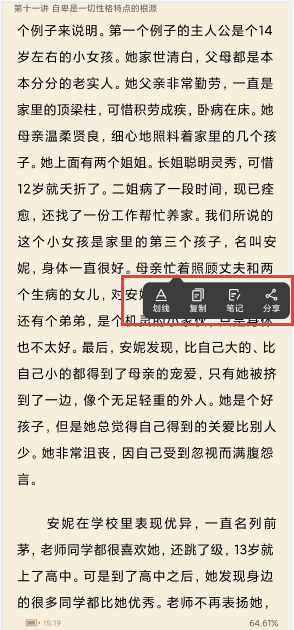 第十一讲 自卑是一切性格特点的根源
个例子来说明。第一个例子的主人公是个14
岁左右的小女孩。她家世清白，父母都是本
本分分的老实人。她父亲非常勤劳，一直是
家里的顶梁柱，可惜积劳成疾，卧病在床。她
母亲温柔贤良，细心地照料着家里的几个孩
子。她上面有两个姐姐。长姐聪明灵秀，可惜
12岁就夭折了。二姐病了一段时间，现已痊
愈，还找了一份工作帮忙养家。我们所说的
这个小女孩是家里的第三个孩子，名叫安
妮，身体一直很好。母亲忙着照顾丈夫和两
个生病的女儿，对安
划线 复制 笔记 分享
还有个弟弟，是个机
也不太好。最后，安妮发现，比自己大的、比
自己小的都得到了母亲的宠爱，只有她被挤
到了一边，像个无足轻重的外人。她是个好
孩子，但是她总觉得自己得到的关爱比别人
少。她非常沮丧，因自己受到忽视而满腹怨
言。
安妮在学校里表现优异，一直名列前
茅，老师同学都很喜欢她，还跳了级，13岁就
上了高中。可是到了高中之后，她发现身边
的很多同学都比她优秀。老师不再表扬她，
15:19 64.61%